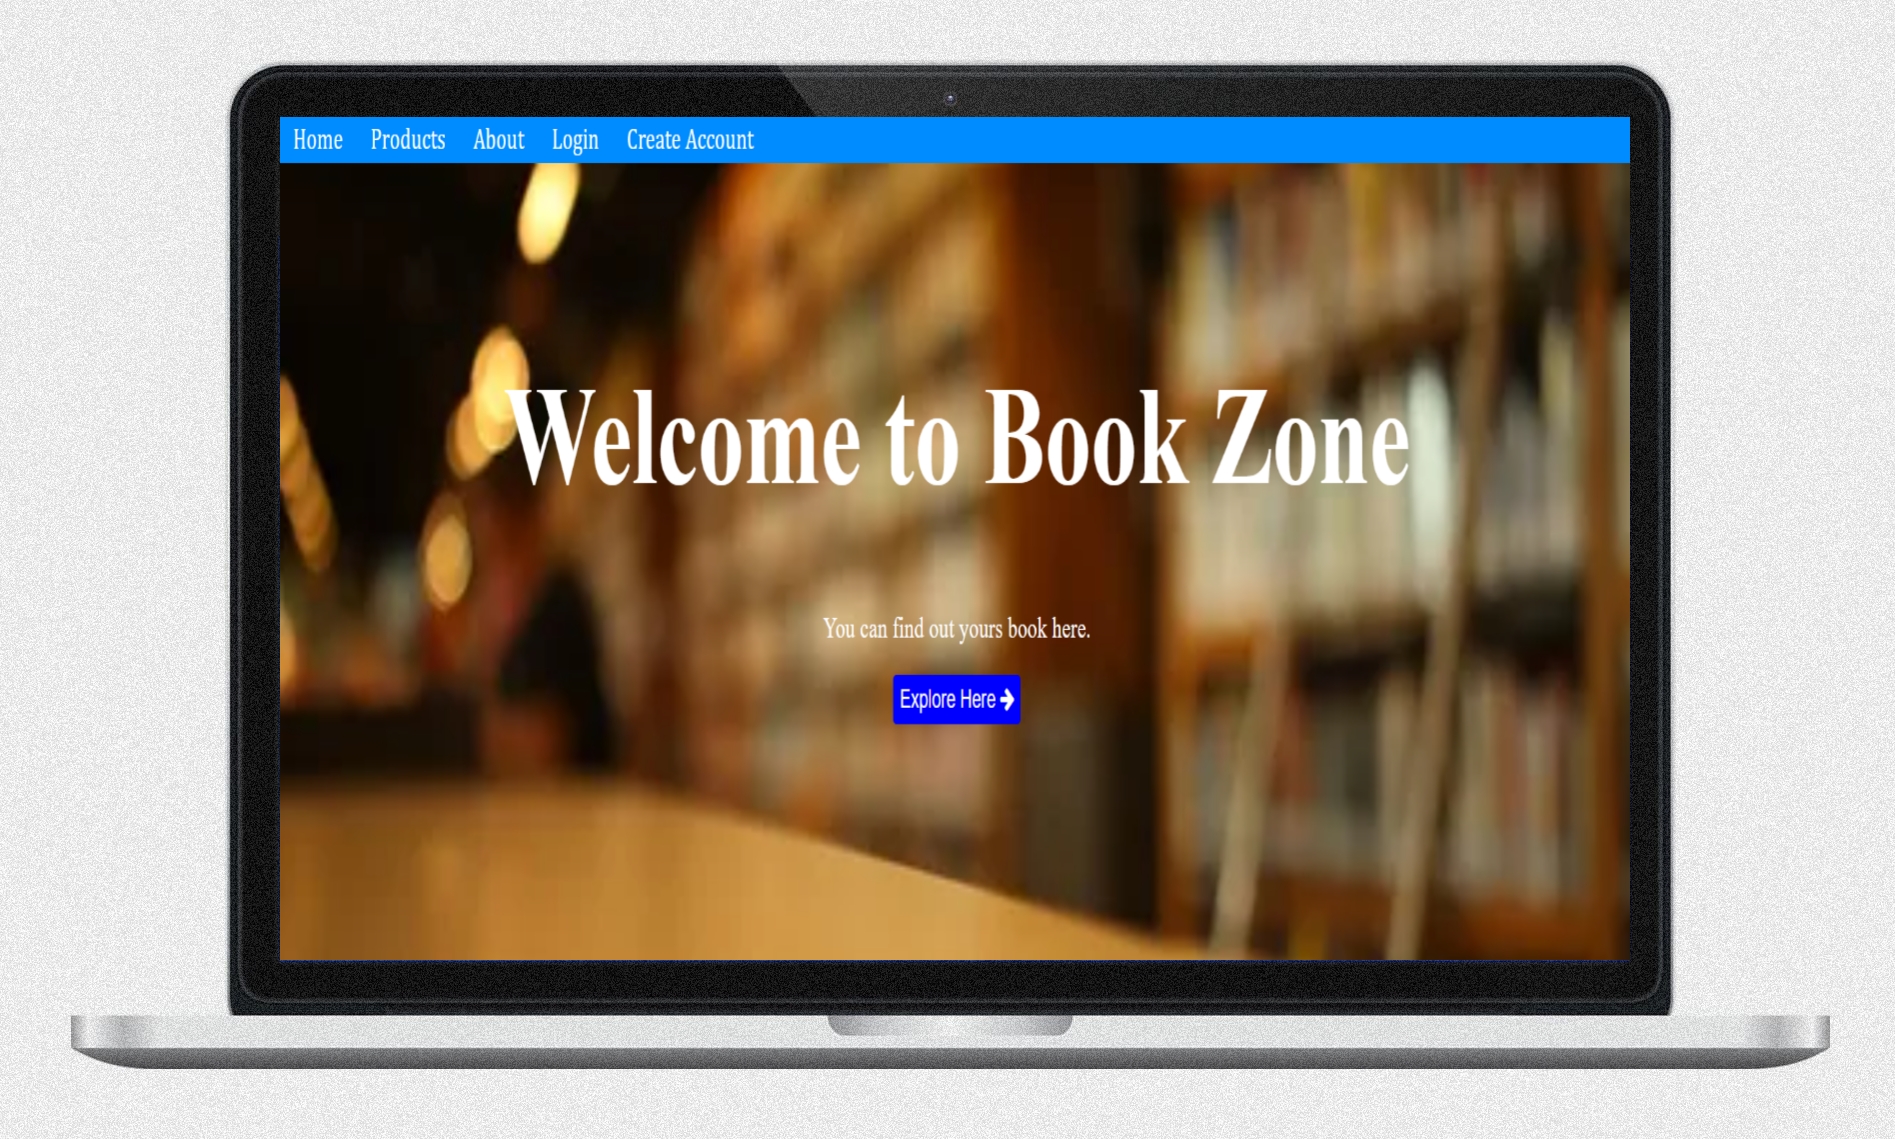 Home Products About Login Create Account
Welcome to Book Zone
You can find out yours book here.
Explore Here